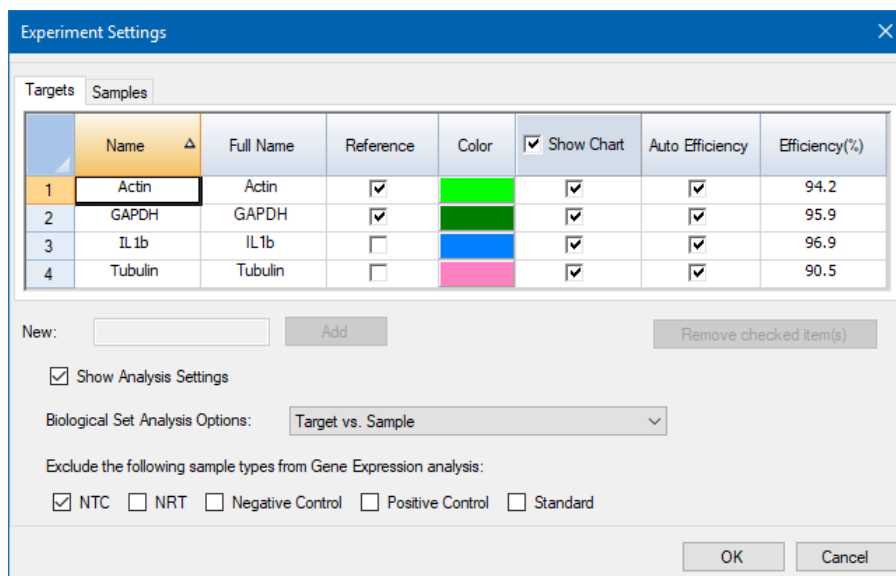 Experiment Settings
Targets Samples
Name Full Name Reference Color Show Chart Auto Efficiency Efficiency(%)
1 Actin Actin 94.2
2 GAPDH GAPDH 95.9
3 IL1b IL1b 96.9
4 Tubulin Tubulin 90.5
New: Add Remove checked item(s)
Show Analysis Settings
Biological Set Analysis Options: Target vs. Sample
Exclude the following sample types from Gene Expression analysis:
NTC NRT Negative Control Positive Control Standard
OK Cancel